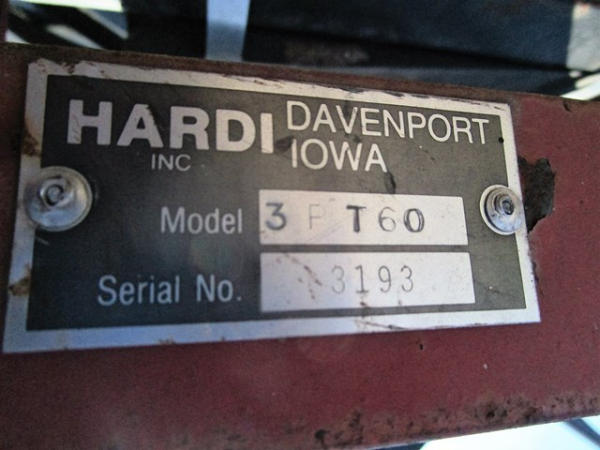 HARDI DAVENPORT
INC IOWA
Model 3PT60
Serial No. 3193